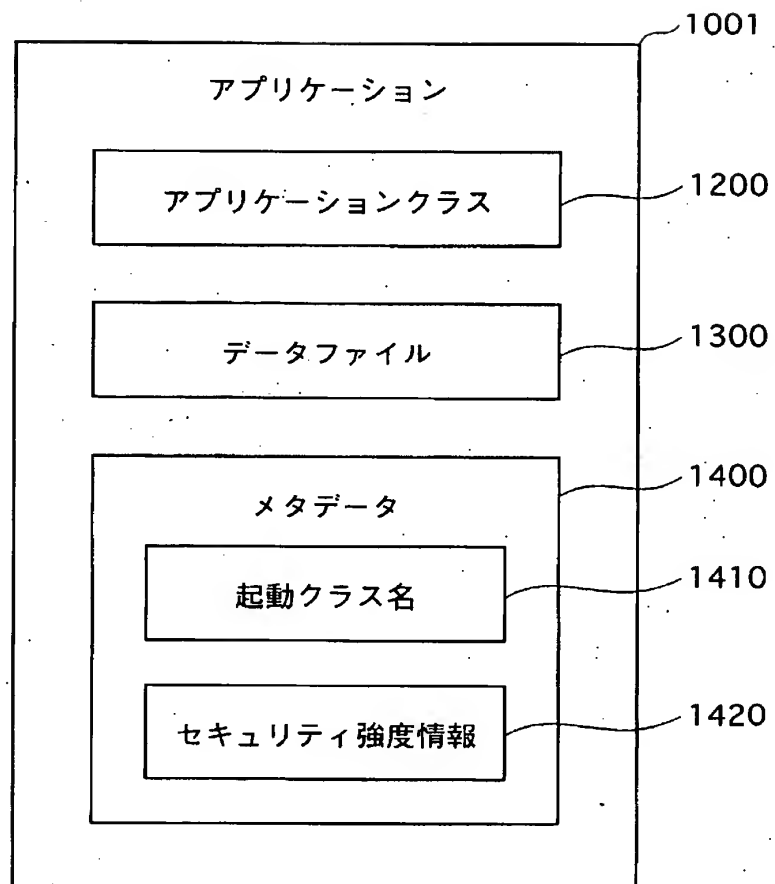 1001
アプリケーション
アプリケーションクラス
1200
データファイル
1300
1400
メタデータ
起動クラス名
1410
セキュリティ強度情報
1420